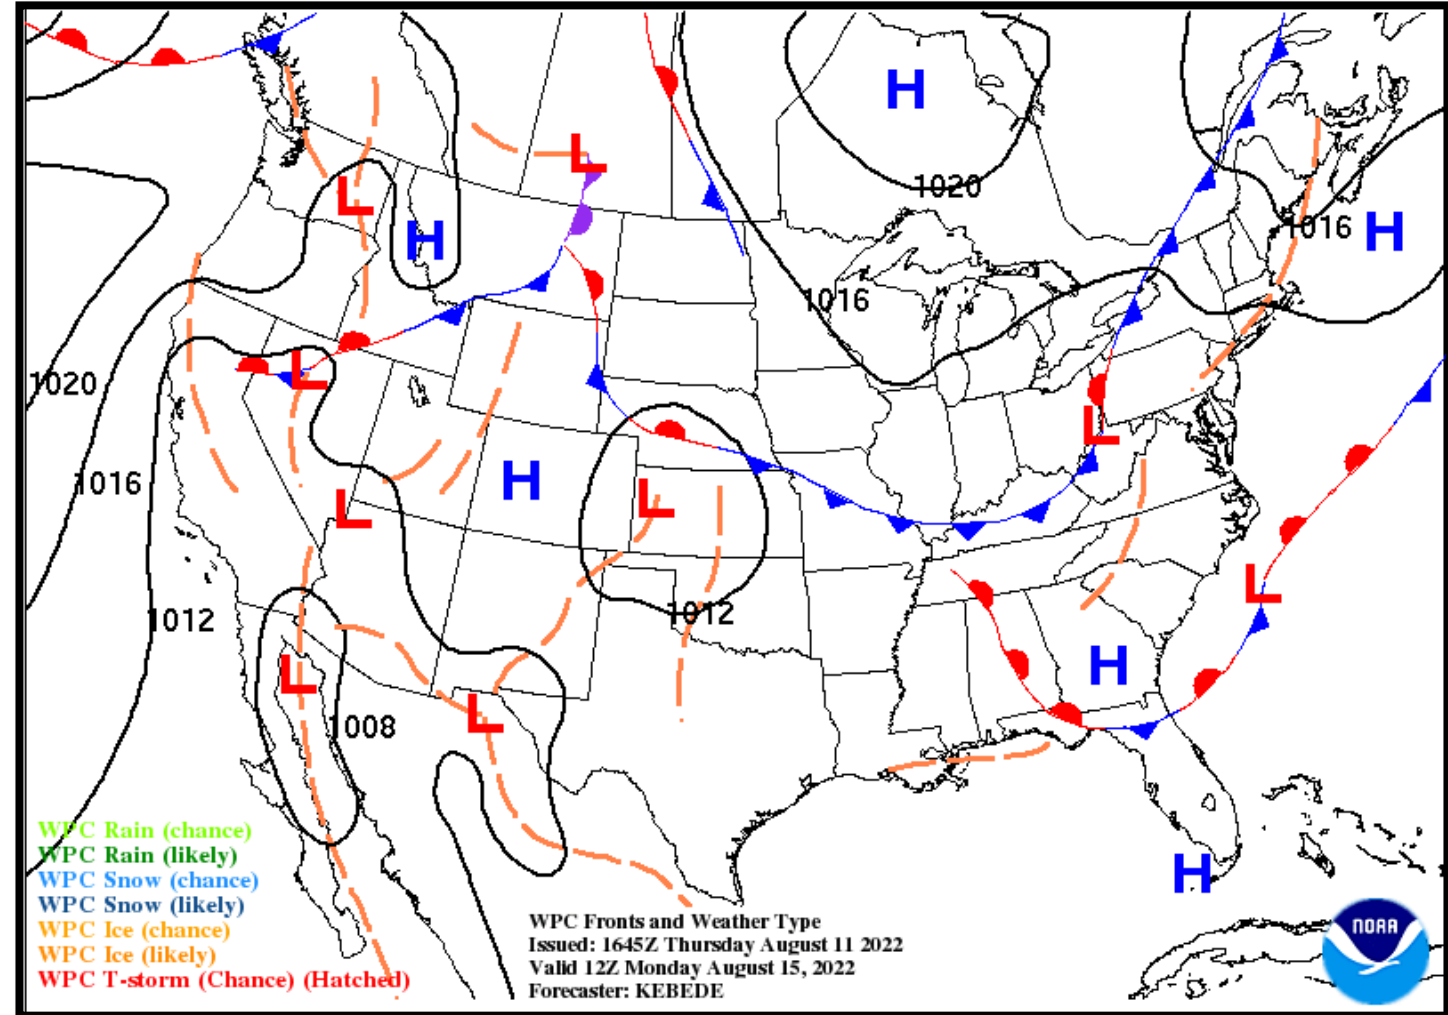 H
H
L
L
1020
H
1016
H
1016
L
1020
L
H
L
1016
L
L
L
1012
1012
H
L
1008
L
WPC Rain (chance)
WPC Rain (likely)
WPC Snow (chance)
WPC Snow (likely)
WPC Ice (chance)
WPC Ice (likely)
WPC T-storm (Chance) (Hatched)
H
WPC Fronts and Weather Type
Issued: 1645Z Thursday August 11 2022
Valid 12Z Monday August 15, 2022
Forecaster: KEBEDE
NOAA